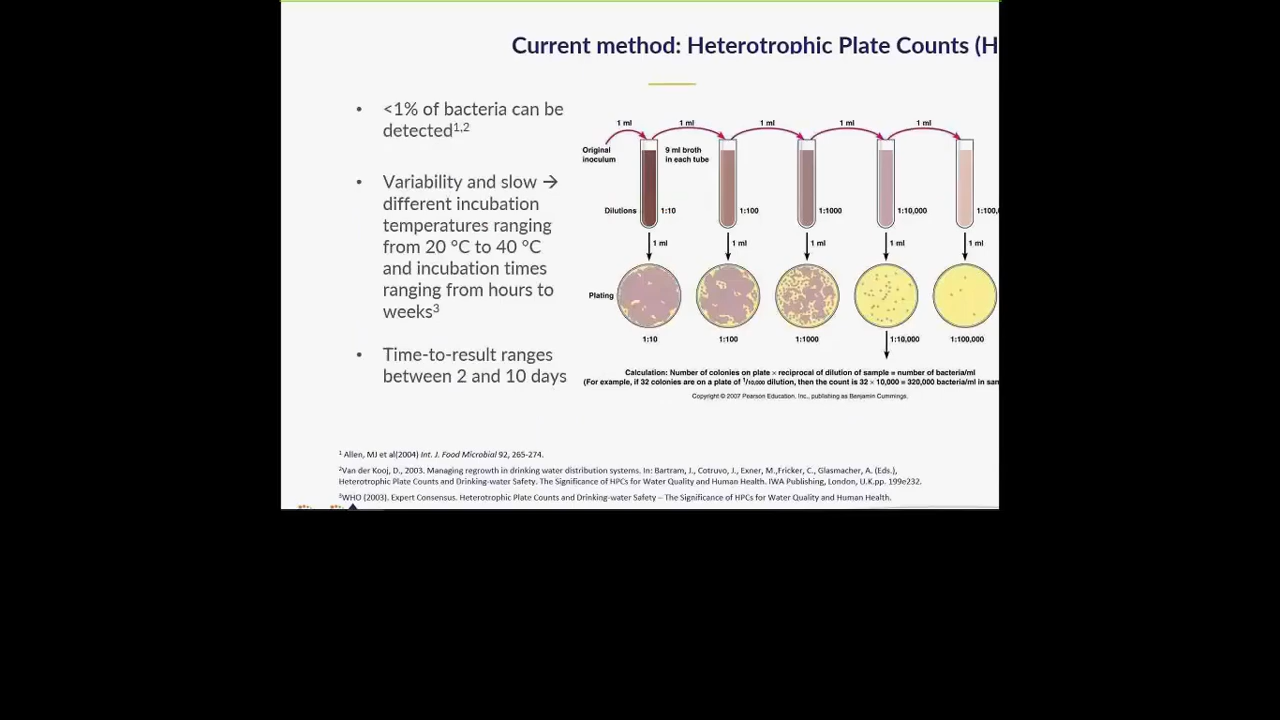 Current method: Heterotrophic Plate Counts (H
• <1% of bacteria can be
detected1,2
• Variability and slow →
different incubation
temperatures ranging
from 20 °C to 40 °C
and incubation times
ranging from hours to
weeks3
• Time-to-result ranges
between 2 and 10 days
1 ml 1 ml 1 ml 1 ml 1 ml
Original
inoculum
9 ml broth
in each tube
Dilutions 1:10 1:100 1:1000 1:10,000 1:100,
1 ml 1 ml 1 ml 1 ml 1 ml
Plating
1:10 1:100 1:1000 1:10,000 1:100,000
Calculation: Number of colonies on plate × reciprocal of dilution of sample = number of bacteria/ml
(For example, if 32 colonies are on a plate of 1/10,000 dilution, then the count is 32 × 10,000 = 320,000 bacteria/ml in sam
Copyright © 2007 Pearson Education, Inc., publishing as Benjamin Cummings.
1 Allen, MJ et al(2004) Int. J. Food Microbial 92, 265-274.
2Van der Kooj, D., 2003. Managing regrowth in drinking water distribution systems. In: Bartram, J., Cotruvo, J., Exner, M.,Fricker, C., Glasmacher, A. (Eds.),
Heterotrophic Plate Counts and Drinking-water Safety. The Significance of HPCs for Water Quality and Human Health. IWA Publishing, London, U.K.pp. 199e232.
3WHO (2003). Expert Consensus. Heterotrophic Plate Counts and Drinking-water Safety – The Significance of HPCs for Water Quality and Human Health.